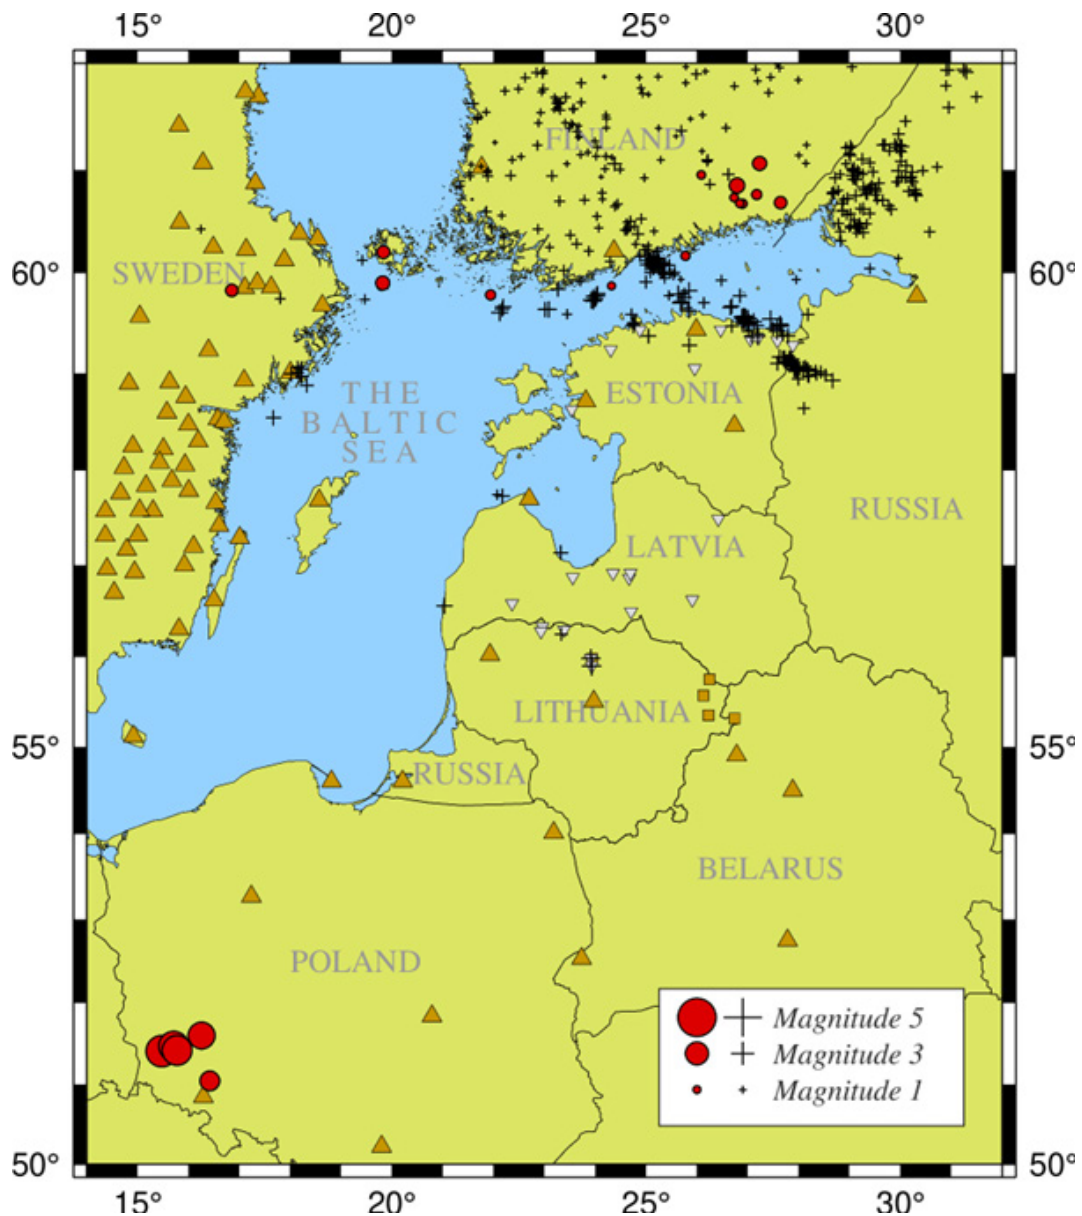 15° 20° 25° 30°
FINLAND
60° SWEDEN 60°
THE
BALTIC
SEA
ESTONIA
RUSSIA
LATVIA
LITHUANIA
55° 55°
RUSSIA
BELARUS
POLAND
Magnitude 5
Magnitude 3
Magnitude 1
50° 50°
15° 20° 25° 30°